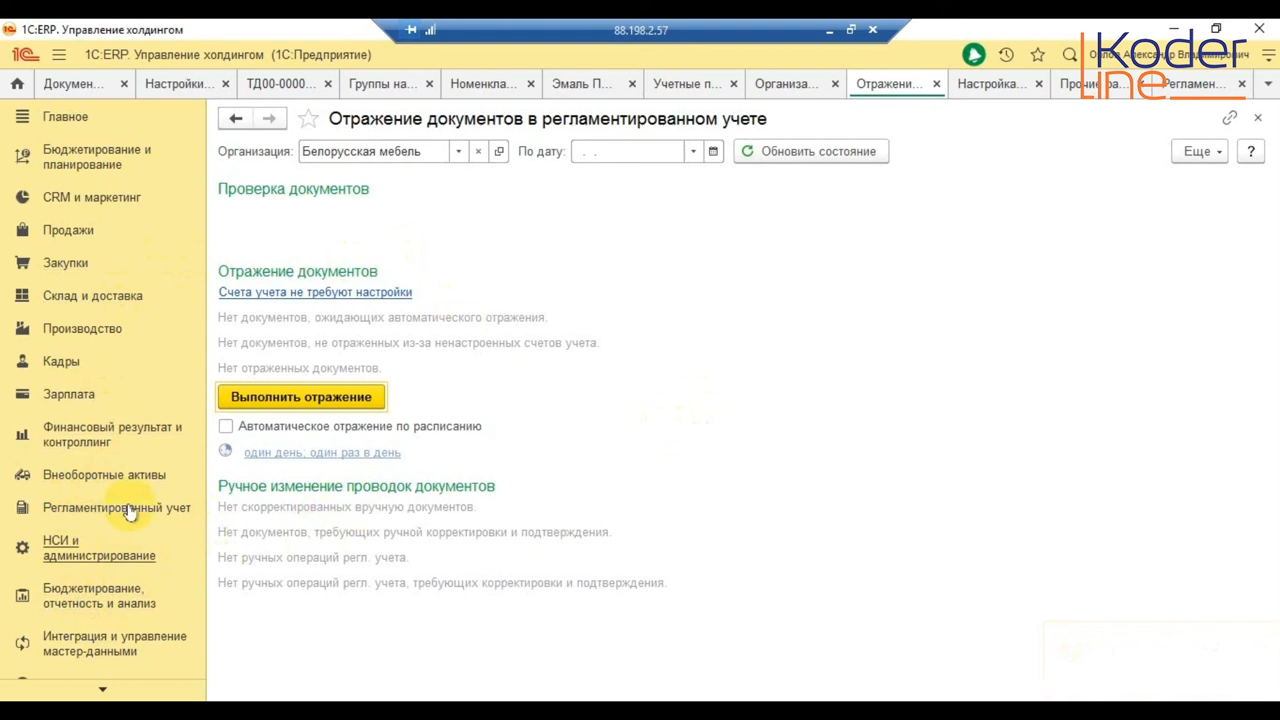 1С:ERP. Управление холдингом
88.198.2.57
1С:ERP. Управление холдингом (1С:Предприятие)
Александр Владимирович
Koder
line
Докумен...
Настройки...
ТД00-0000...
Группы на...
Номенкла...
Эмаль П...
Учетные п...
Организа...
Отражени...
Настройка...
Прочие ра...
Регламен...
Главное
Бюджетирование и
планирование
CRM и маркетинг
Продажи
Закупки
Склад и доставка
Производство
Кадры
Зарплата
Финансовый результат и
контроллинг
Внеоборотные активы
Регламентированный учет
НСИ и
администрирование
Бюджетирование,
отчетность и анализ
Интеграция и управление
мастер-данными
Отражение документов в регламентированном учете
Организация: Белорусская мебель По дату: . . Обновить состояние Еще ?
Проверка документов
Отражение документов
Счета учета не требуют настройки
Нет документов, ожидающих автоматического отражения.
Нет документов, не отраженных из-за ненастроенных счетов учета.
Нет отраженных документов.
Выполнить отражение
Автоматическое отражение по расписанию
один день; один раз в день
Ручное изменение проводок документов
Нет скорректированных вручную документов.
Нет документов, требующих ручной корректировки и подтверждения.
Нет ручных операций регл. учета.
Нет ручных операций регл. учета, требующих корректировки и подтверждения.